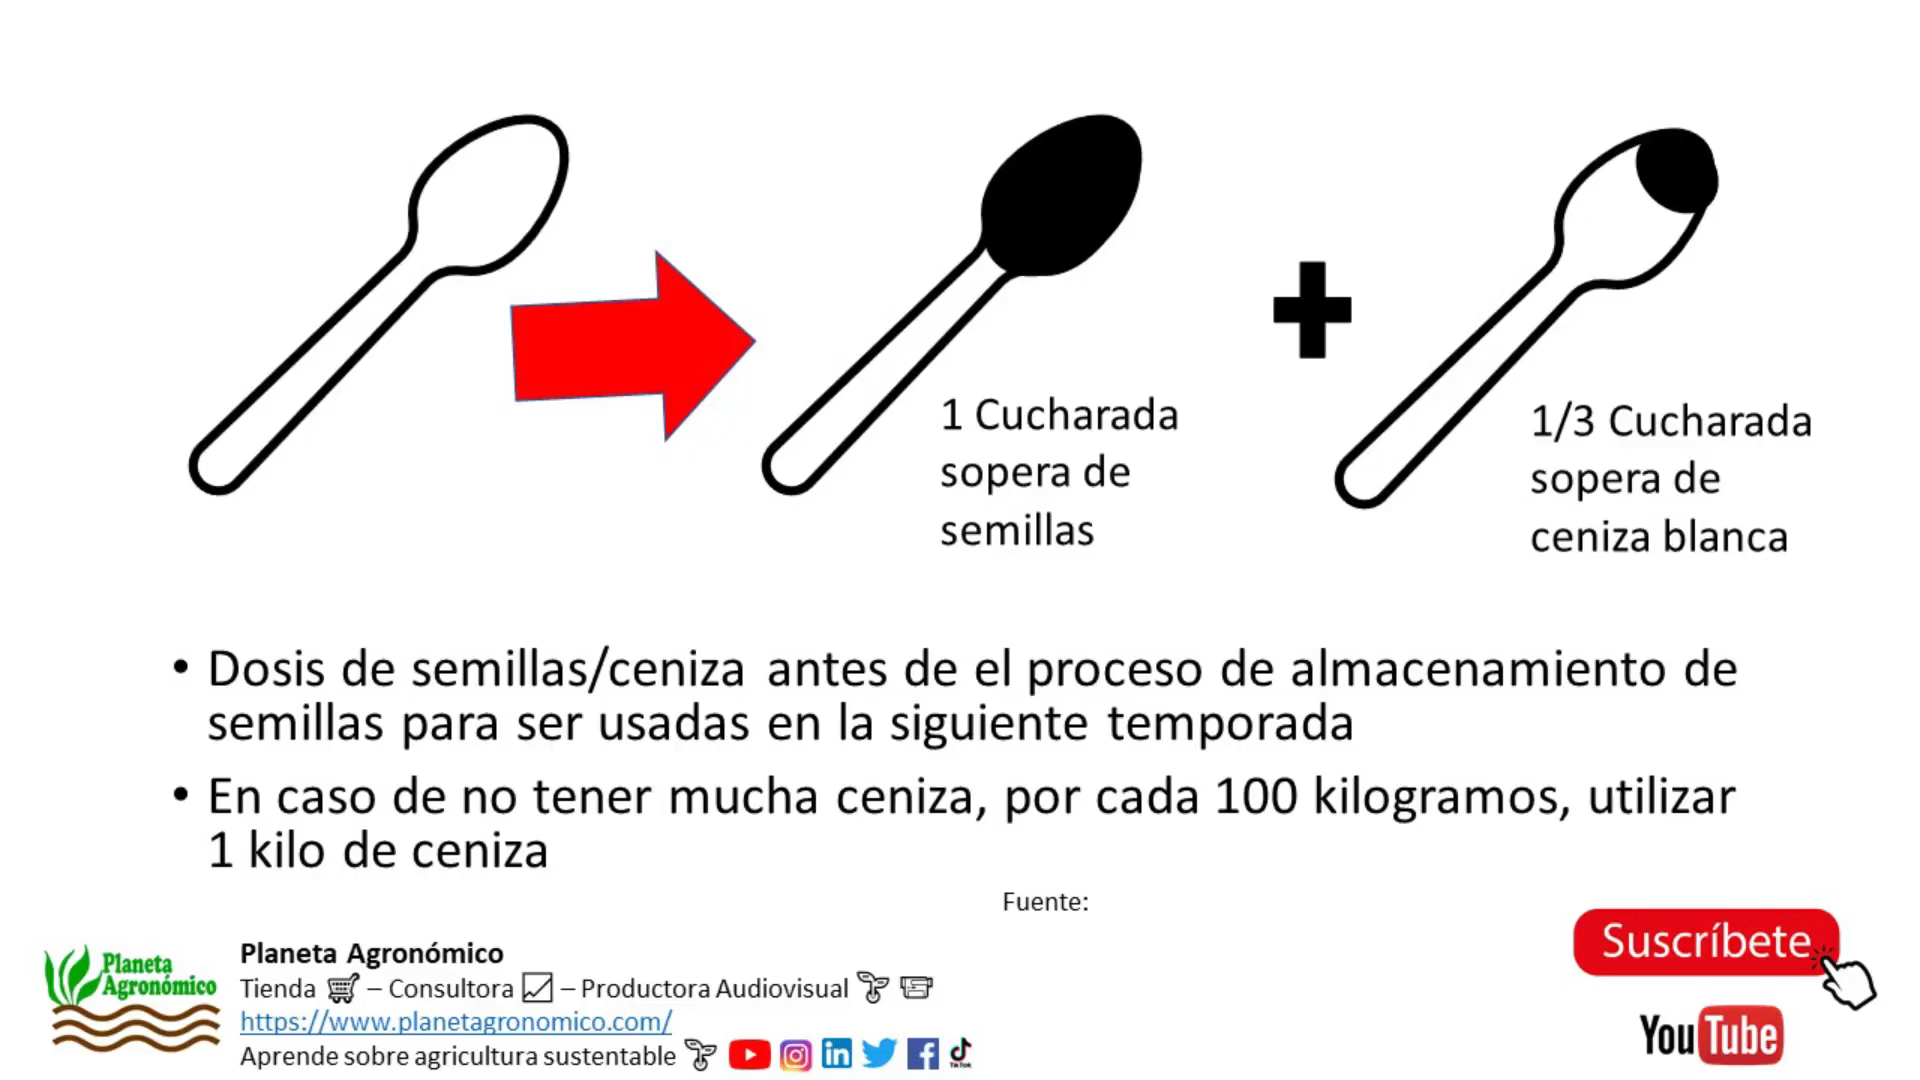 1 Cucharada
sopera de
semillas
1/3 Cucharada
sopera de
ceniza blanca
• Dosis de semillas/ceniza antes de el proceso de almacenamiento de
semillas para ser usadas en la siguiente temporada
• En caso de no tener mucha ceniza, por cada 100 kilogramos, utilizar
1 kilo de ceniza
Fuente:
Planeta
Agronómico
Planeta Agronómico
Tienda – Consultora – Productora Audiovisual
https://www.planetagronomico.com/
Aprende sobre agricultura sustentable
in
f
TikTok
Suscríbete
YouTube